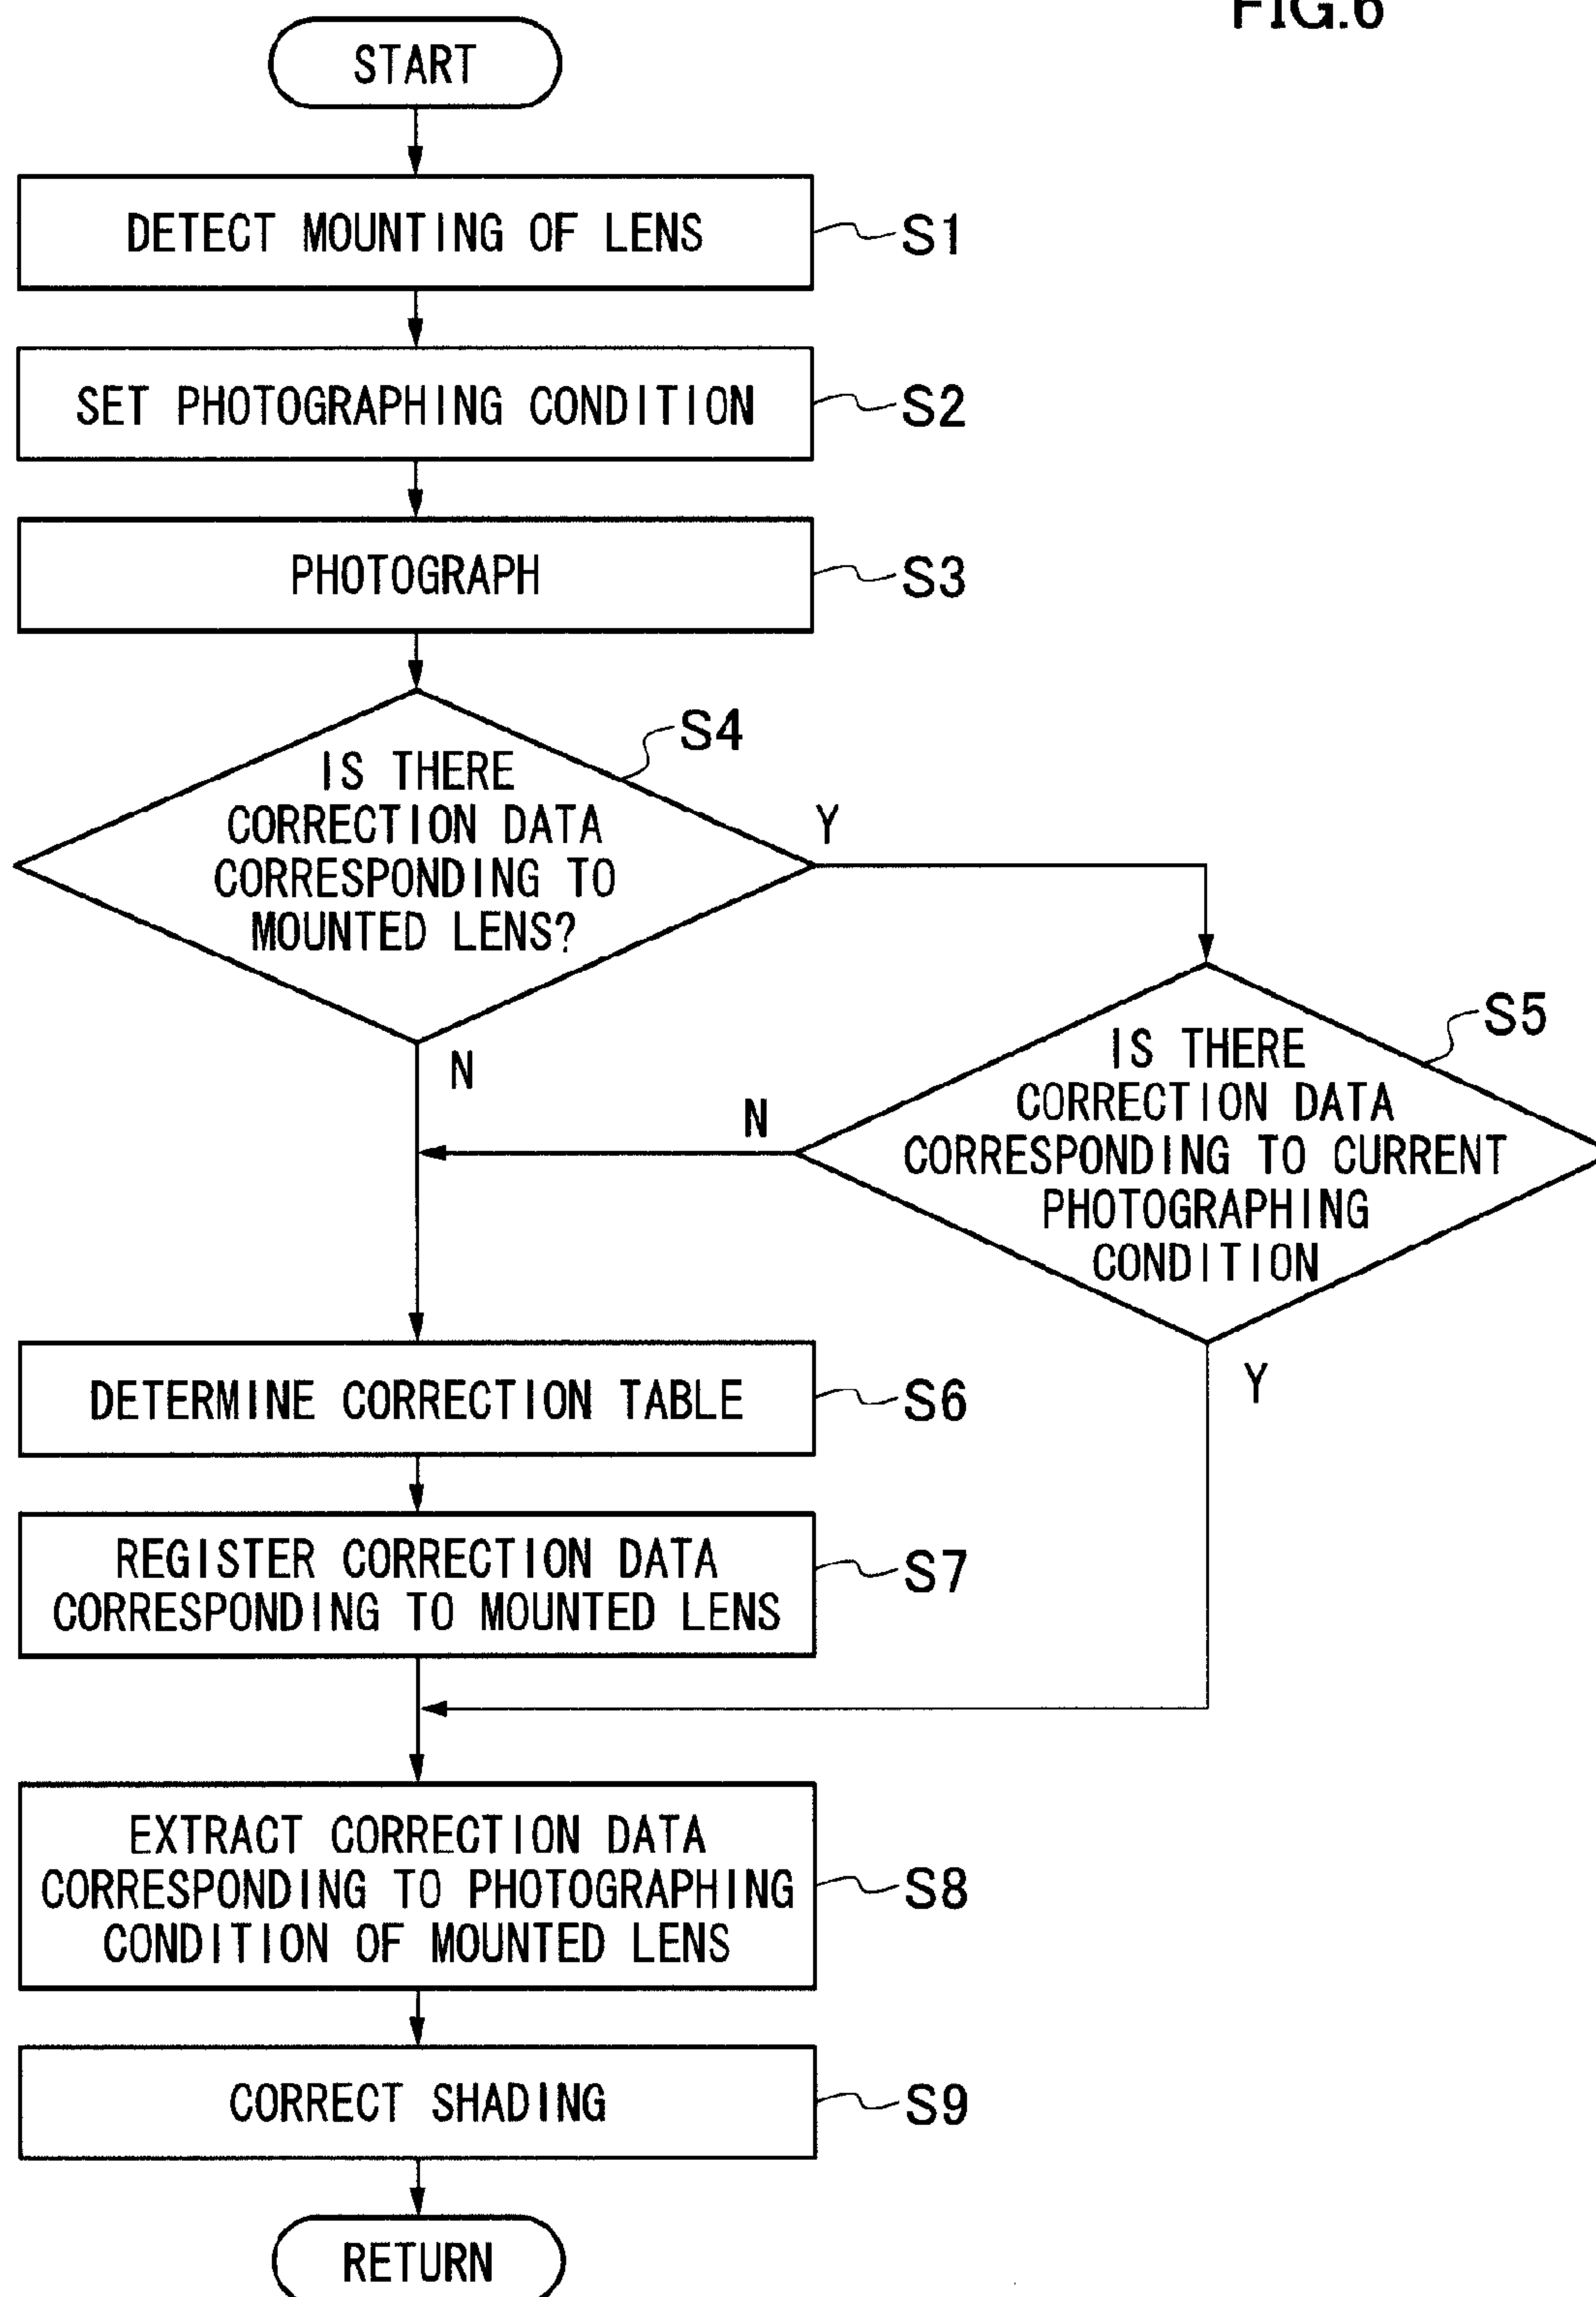 FIG.6
START
DETECT MOUNTING OF LENS
S1
SET PHOTOGRAPHING CONDITION
S2
PHOTOGRAPH
S3
S4
IS THERE
CORRECTION DATA
CORRESPONDING TO
MOUNTED LENS?
Y
N
S5
IS THERE
CORRECTION DATA
CORRESPONDING TO CURRENT
PHOTOGRAPHING
CONDITION
N
Y
DETERMINE CORRECTION TABLE
S6
REGISTER CORRECTION DATA
CORRESPONDING TO MOUNTED LENS
S7
EXTRACT CORRECTION DATA
CORRESPONDING TO PHOTOGRAPHING
CONDITION OF MOUNTED LENS
S8
CORRECT SHADING
S9
RETURN